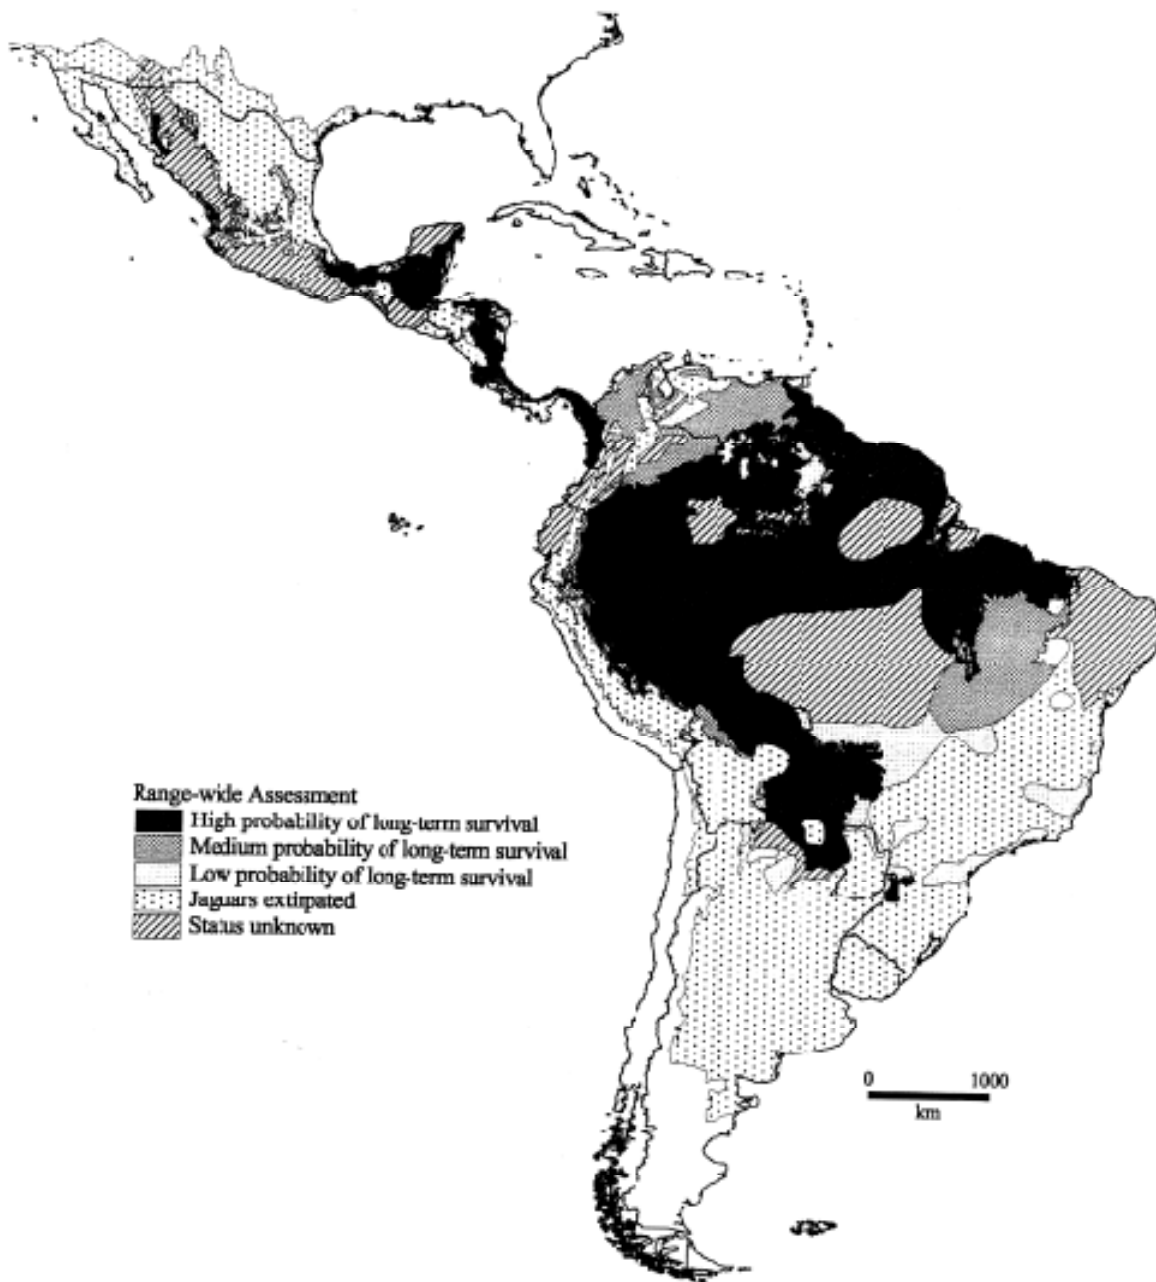 Range-wide Assessment
High probability of long-term survival
Medium probability of long-term survival
Low probability of long-term survival
Jaguars extirpated
Status unknown
0 1000
km